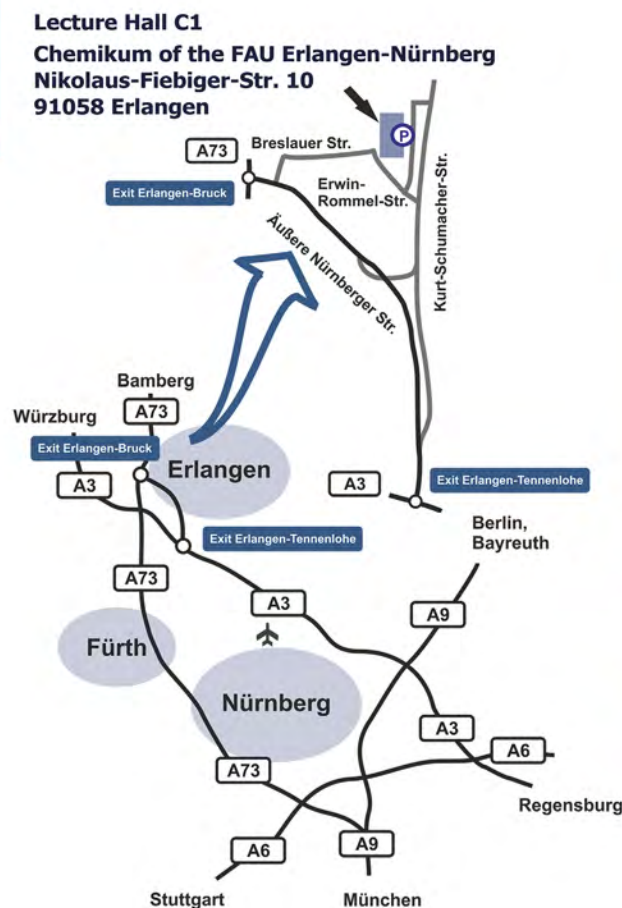 Lecture Hall C1
Chemikum of the FAU Erlangen-Nürnberg
Nikolaus-Fiebiger-Str. 10
91058 Erlangen
P
Breslauer Str.
A73
Exit Erlangen-Bruck
Erwin-
Rommel-Str.
Kurt-Schumacher-Str.
Äußere Nürnberger Str.
Bamberg
Würzburg
A73
Exit Erlangen-Bruck
Erlangen
A3
A3
Exit Erlangen-Tennenlohe
Berlin,
Bayreuth
Exit Erlangen-Tennenlohe
A73
A3
A9
Fürth
Nürnberg
A3
A6
A73
Regensburg
A6
A9
Stuttgart
München